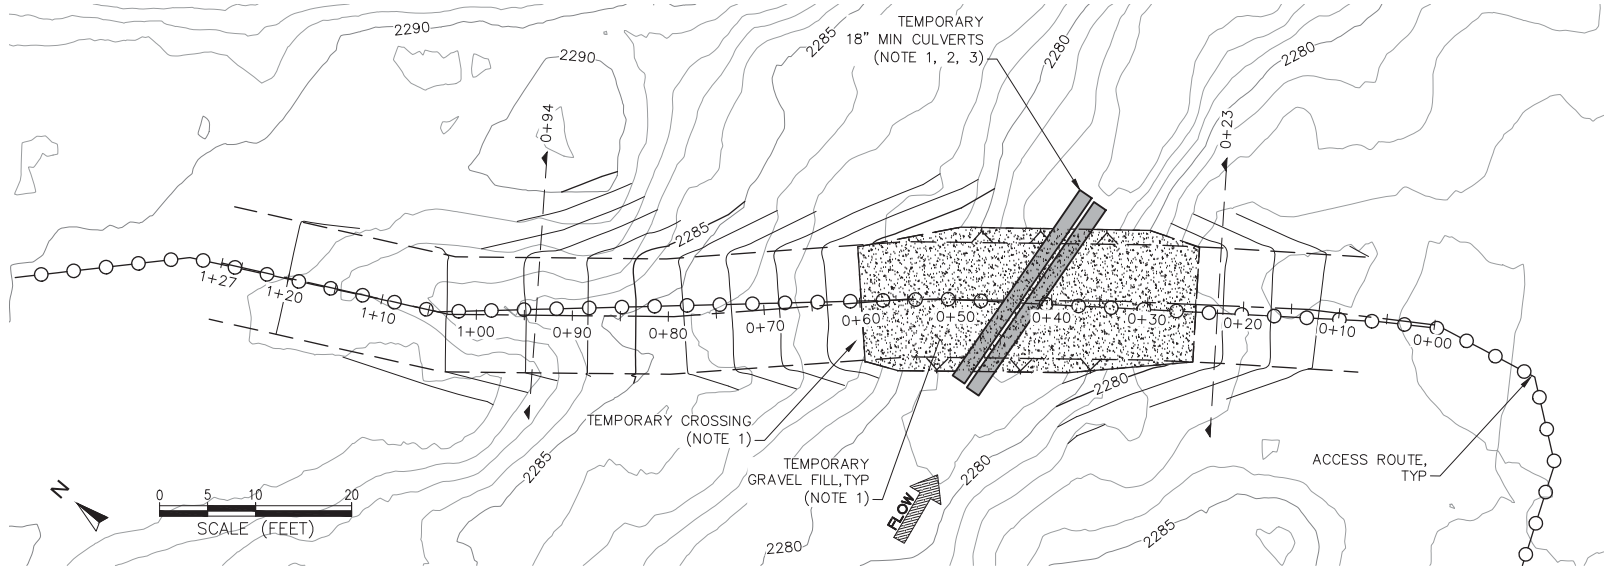 2290
2290
2285
TEMPORARY
18" MIN CULVERTS
(NOTE 1, 2, 3)
2280
2280
0+94
0+23
2285
1+27
1+20
1+10
1+00
0+90
0+80
0+70
0+60
0+50
0+40
0+30
0+20
0+10
0+00
2280
TEMPORARY CROSSING
(NOTE 1)
TEMPORARY
GRAVEL FILL, TYP
(NOTE 1)
ACCESS ROUTE,
TYP
2285
2280
FLOW
2280
2285
N
0 5 10 20
SCALE (FEET)